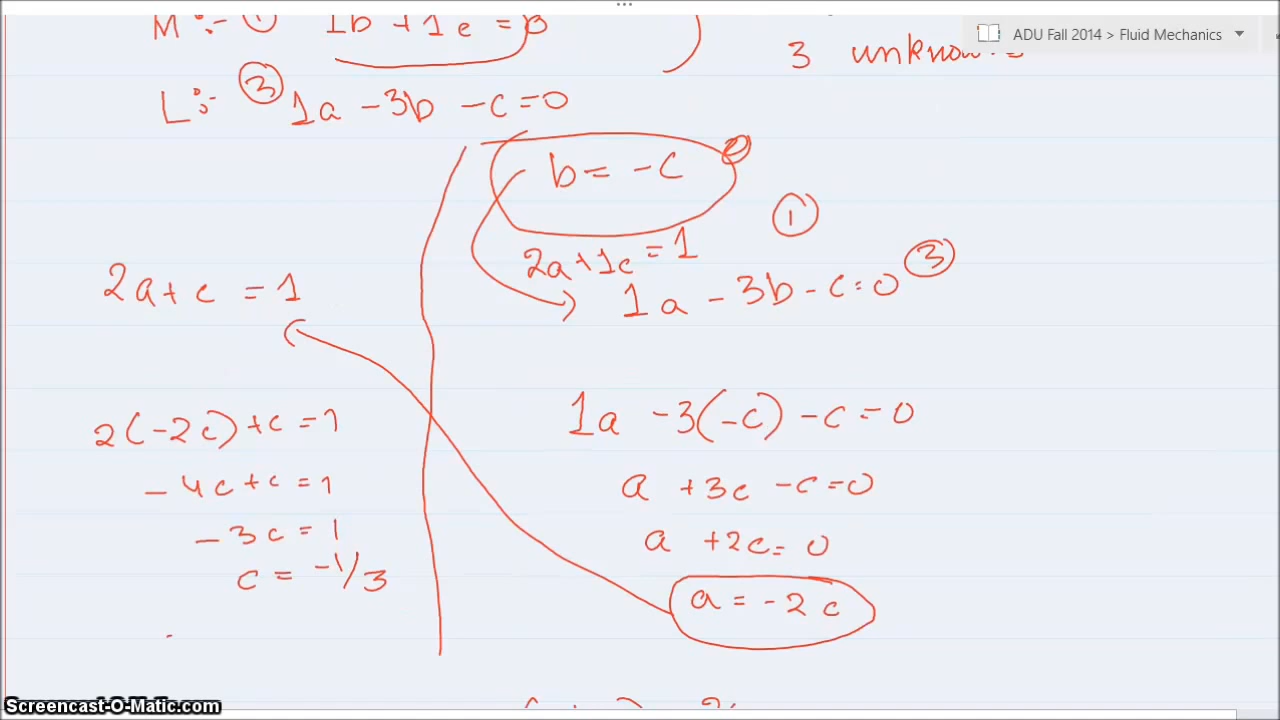 M :- ① 1b + 1c = 0
ADU Fall 2014 > Fluid Mechanics
3 unknowns
L :- ③ 1a - 3b - c = 0
b = - c
①
2a + 1c = 1
1a - 3b - c = 0 ③
2a + c = 1
1a - 3(-c) - c = 0
2(-2c) + c = 1
a + 3c - c = 0
- 4c + c = 1
a + 2c = 0
- 3c = 1
c = -1/3
a = - 2c
Screencast-O-Matic.com